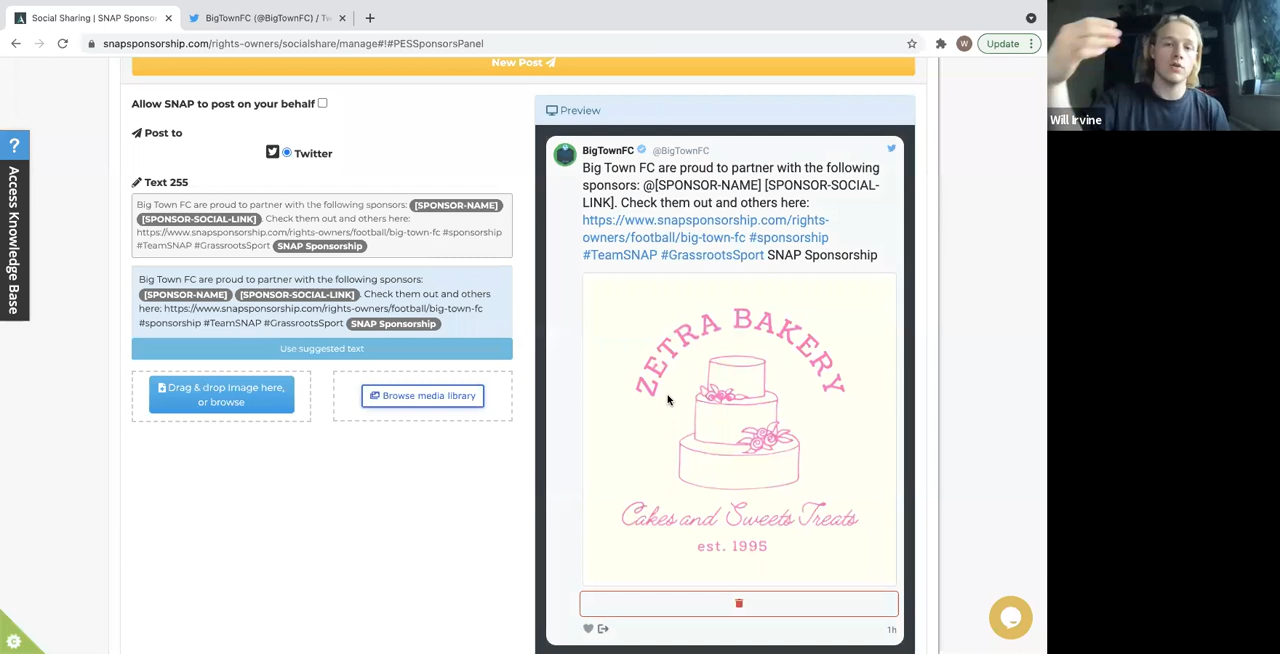 Social Sharing | SNAP Sponsor
BigTownFC (@BigTownFC) / Tw
snapsponsorship.com/rights-owners/socialshare/manage#!#PESSponsorsPanel
W
Update
Will Irvine
New Post
Allow SNAP to post on your behalf
Post to
Twitter
Text 255
Big Town FC are proud to partner with the following sponsors: [SPONSOR-NAME]
[SPONSOR-SOCIAL-LINK]. Check them out and others here:
https://www.snapsponsorship.com/rights-owners/football/big-town-fc #sponsorship
#TeamSNAP #GrassrootsSport SNAP Sponsorship
Big Town FC are proud to partner with the following sponsors:
[SPONSOR-NAME] [SPONSOR-SOCIAL-LINK]. Check them out and others
here: https://www.snapsponsorship.com/rights-owners/football/big-town-fc
#sponsorship #TeamSNAP #GrassrootsSport SNAP Sponsorship
Use suggested text
Drag & drop Image here,
or browse
Browse media library
? Access Knowledge Base
Preview
BigTownFC @BigTownFC
Big Town FC are proud to partner with the following
sponsors: @[SPONSOR-NAME] [SPONSOR-SOCIAL-
LINK]. Check them out and others here:
https://www.snapsponsorship.com/rights-
owners/football/big-town-fc #sponsorship
#TeamSNAP #GrassrootsSport SNAP Sponsorship
ZETRA BAKERY
Cakes and Sweets Treats
est. 1995
1h